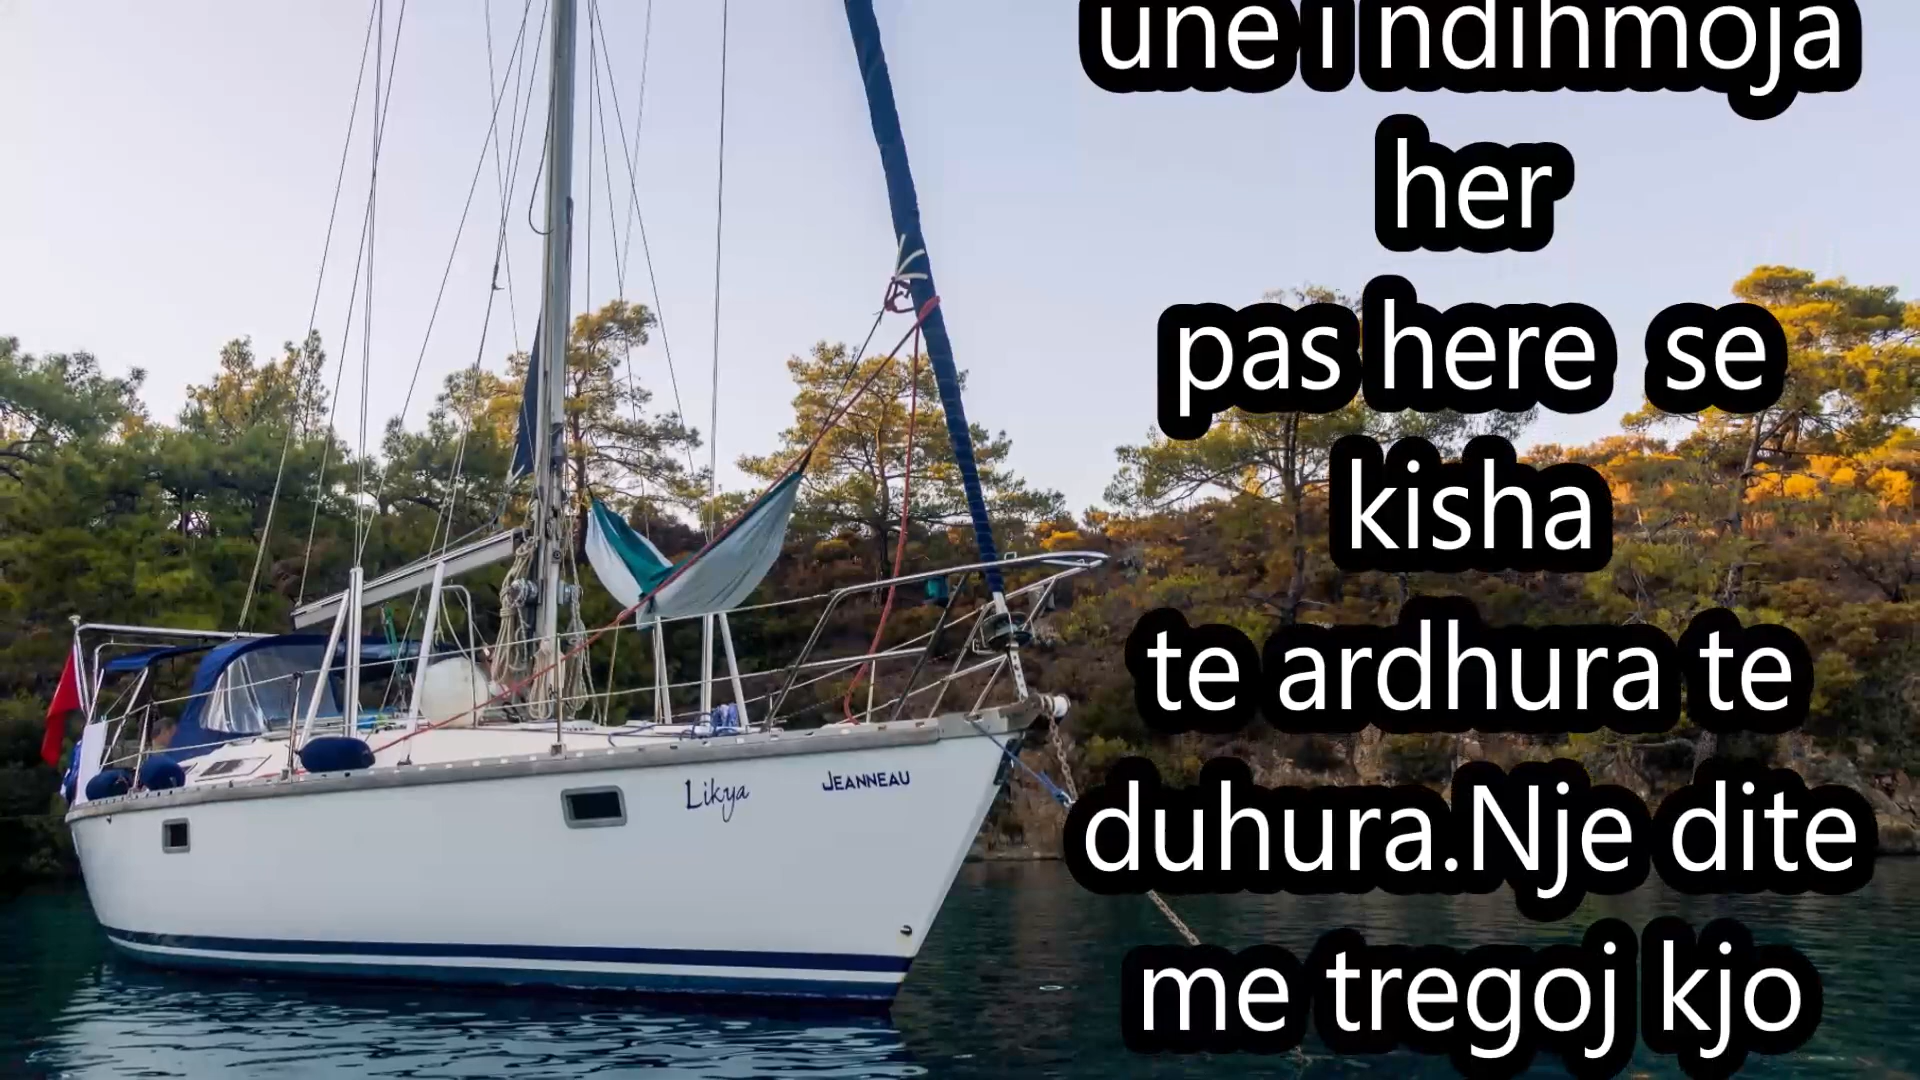 une i ndihmoja
her
pas here se
kisha
te ardhura te
duhura.Nje dite
me tregoj kjo
Likya
JEANNEAU